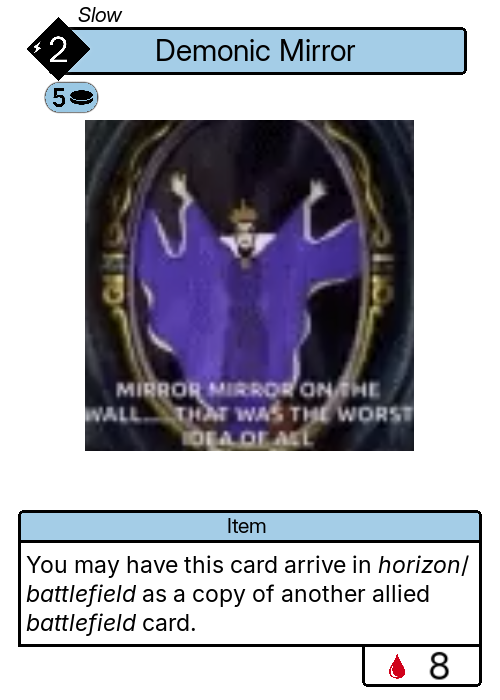 Slow
2
Demonic Mirror
5
MIRROR MIRROR ON THE
WALL.... THAT WAS THE WORST
IDEA OF ALL
Item
You may have this card arrive in horizon/
battlefield as a copy of another allied
battlefield card.
8